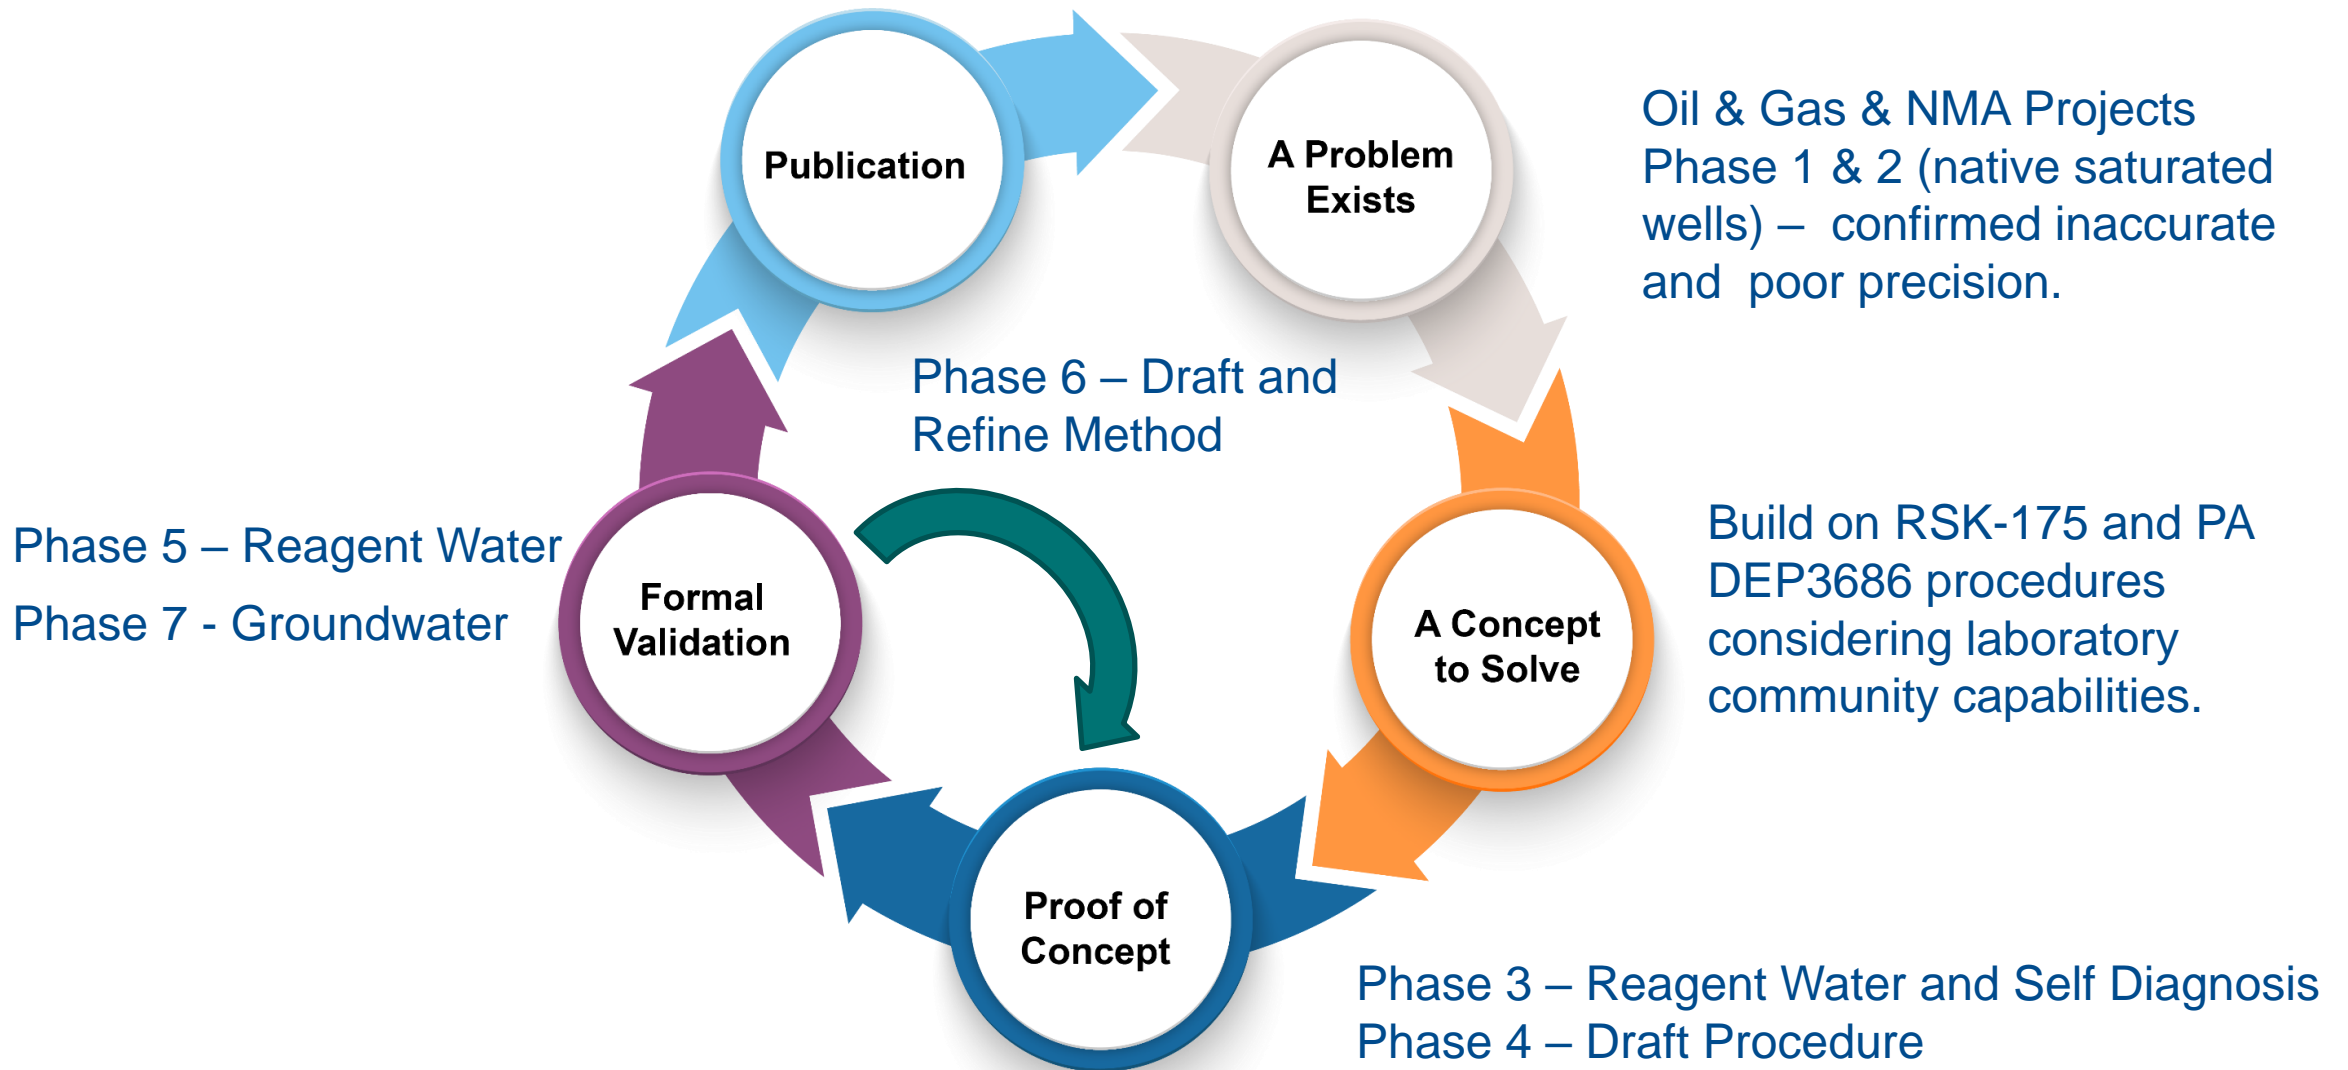 Publication
A Problem
Exists
Oil & Gas & NMA Projects
Phase 1 & 2 (native saturated
wells) –  confirmed inaccurate
and  poor precision.
Phase 6 – Draft and
Refine Method
Phase 5 – Reagent Water
Phase 7 - Groundwater
Formal
Validation
A Concept
to Solve
Build on RSK-175 and PA
DEP3686 procedures
considering laboratory
community capabilities.
Proof of
Concept
Phase 3 – Reagent Water and Self Diagnosis
Phase 4 – Draft Procedure